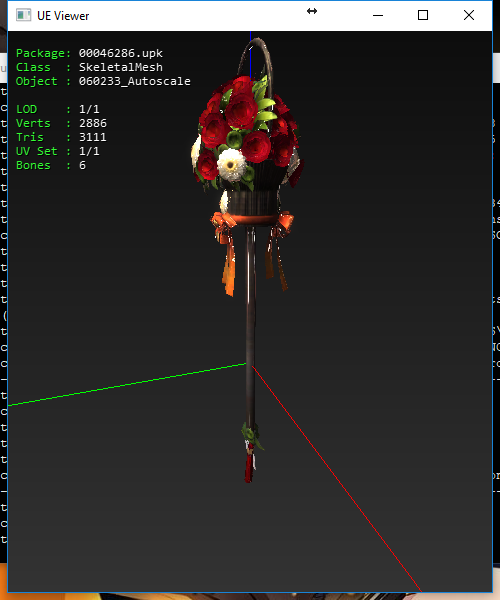 UE Viewer
Package: 00046286.upk
Class : SkeletalMesh
Object : 060233_Autoscale
LOD : 1/1
Verts : 2886
Tris : 3111
UV Set : 1/1
Bones : 6